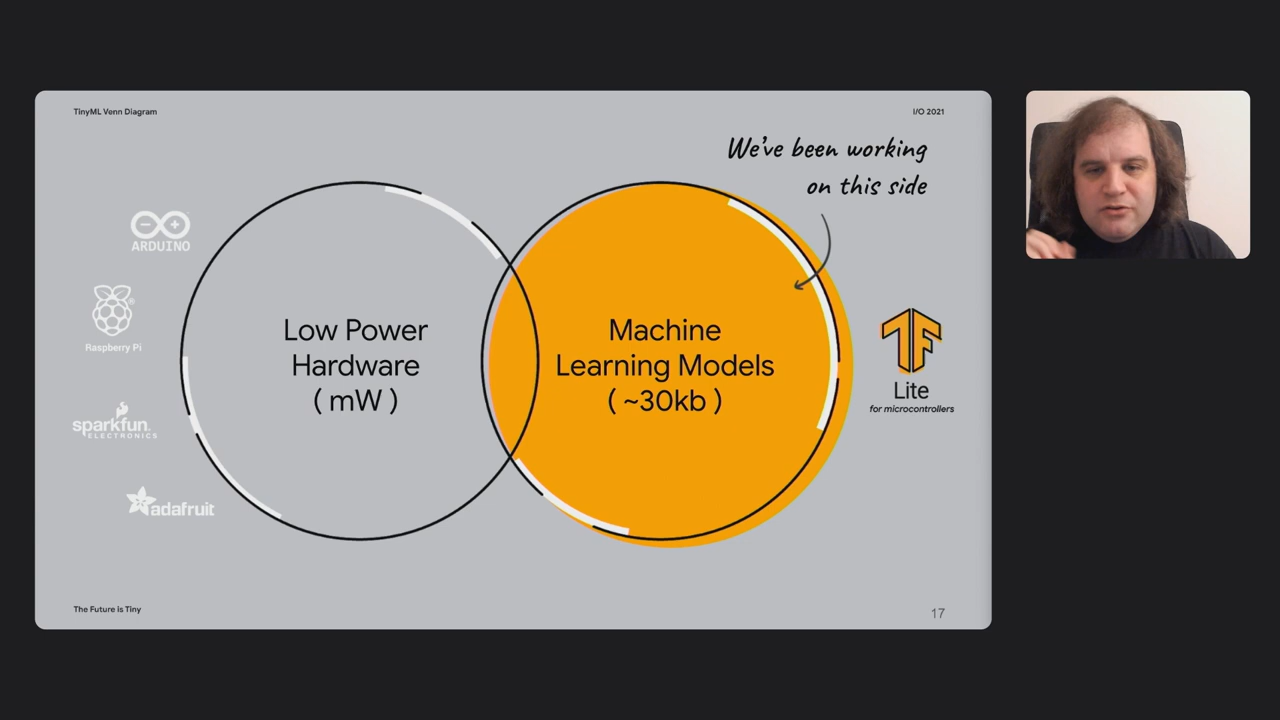 TinyML Venn Diagram
I/O 2021
We've been working
on this side
ARDUINO
Raspberry Pi
sparkfun
ELECTRONICS
adafruit
Low Power
Hardware
( mW )
Machine
Learning Models
( ~30kb )
TF
Lite
for microcontrollers
The Future is Tiny
17